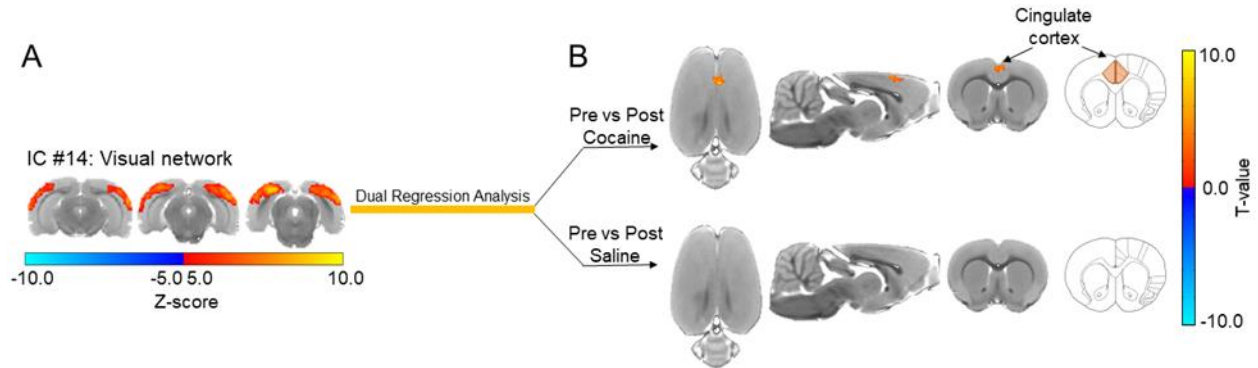 A
IC #14: Visual network
-10.0
-5.0 5.0
10.0
Z-score
Dual Regression Analysis
B
Pre vs Post
Cocaine
Pre vs Post
Saline
Cingulate
cortex
10.0
0.0
-10.0
T-value